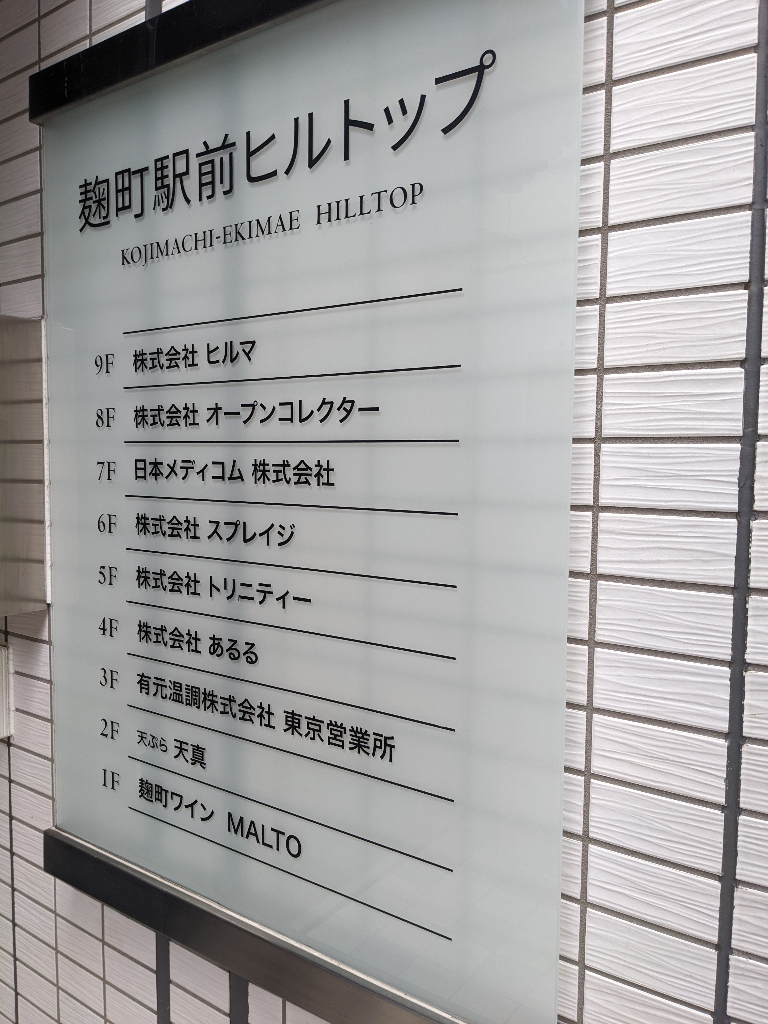 麹町駅前ヒルトップ
KOJIMACHI-EKIMAE HILLTOP
9F 株式会社 ヒルマ
8F 株式会社 オープンコレクター
7F 日本メディコム 株式会社
6F 株式会社 スプレイジ
5F 株式会社 トリニティー
4F 株式会社 あるる
3F 有元温調株式会社 東京営業所
2F 天ぷら 天真
1F 麹町ワイン MALTO